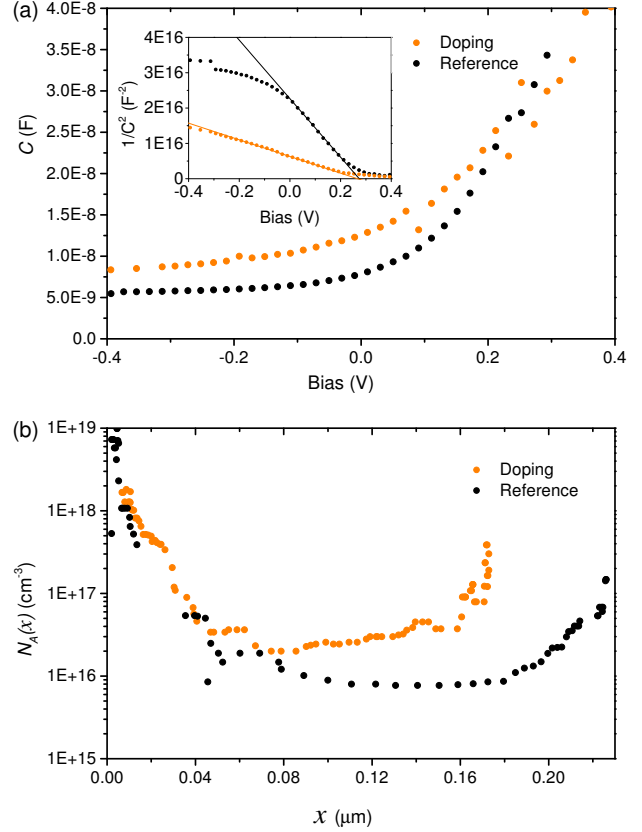 (a)
4.0E-8
3.5E-8
3.0E-8
2.5E-8
2.0E-8
1.5E-8
1.0E-8
5.0E-9
0.0
C (F)
Doping
Reference
4E16
3E16
2E16
1E16
0
1/C² (F⁻²)
-0.4 -0.2 0.0 0.2 0.4
Bias (V)
-0.4 -0.2 0.0 0.2 0.4
Bias (V)
(b)
1E+19
1E+18
1E+17
1E+16
1E+15
N_A(x) (cm⁻³)
Doping
Reference
0.00 0.04 0.08 0.12 0.16 0.20
x (μm)